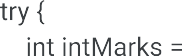 try {
int intMarks =